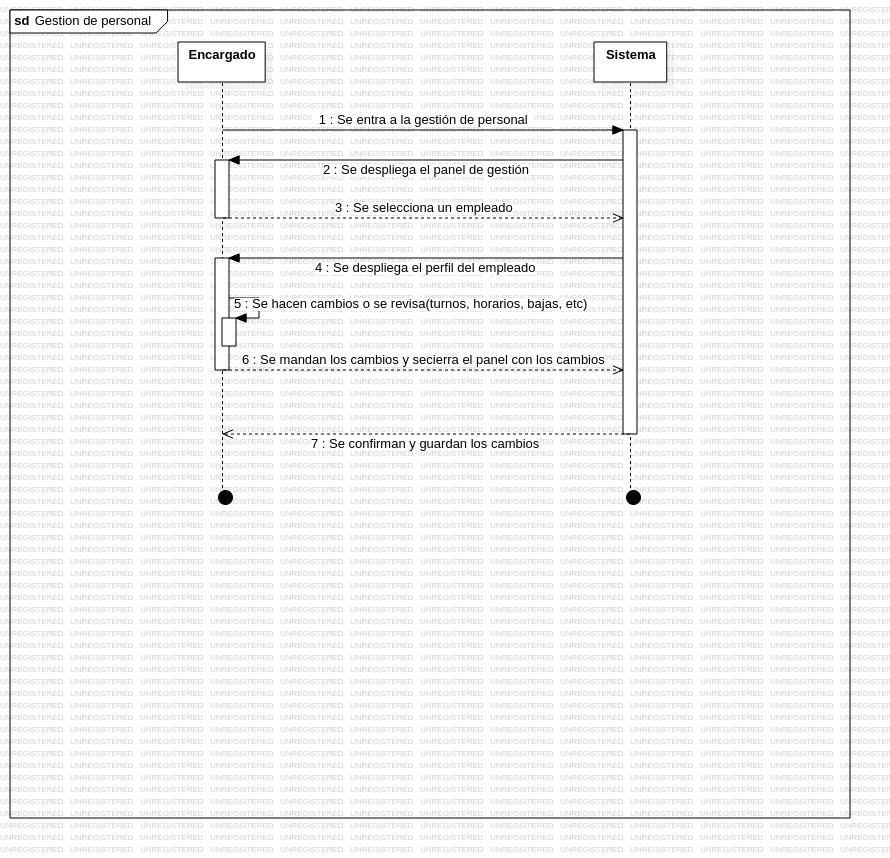 sd Gestion de personal
Encargado
Sistema
1 : Se entra a la gestión de personal
2 : Se despliega el panel de gestión
3 : Se selecciona un empleado
4 : Se despliega el perfil del empleado
5 : Se hacen cambios o se revisa(turnos, horarios, bajas, etc)
6 : Se mandan los cambios y secierra el panel con los cambios
7 : Se confirman y guardan los cambios
UNREGISTERED